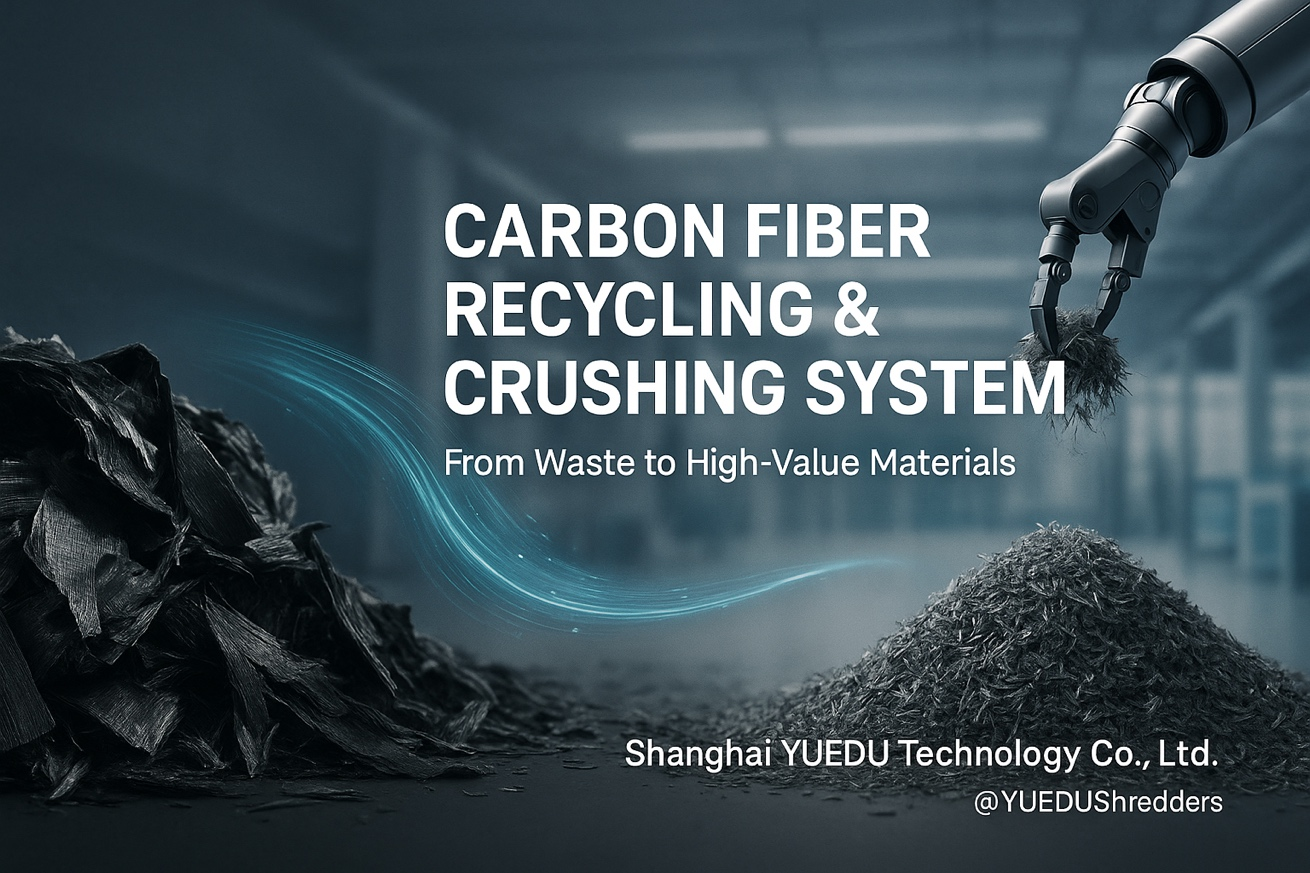 CARBON FIBER
RECYCLING &
CRUSHING SYSTEM
From Waste to High-Value Materials
Shanghai YUEDU Technology Co., Ltd.
@YUEDUShredders